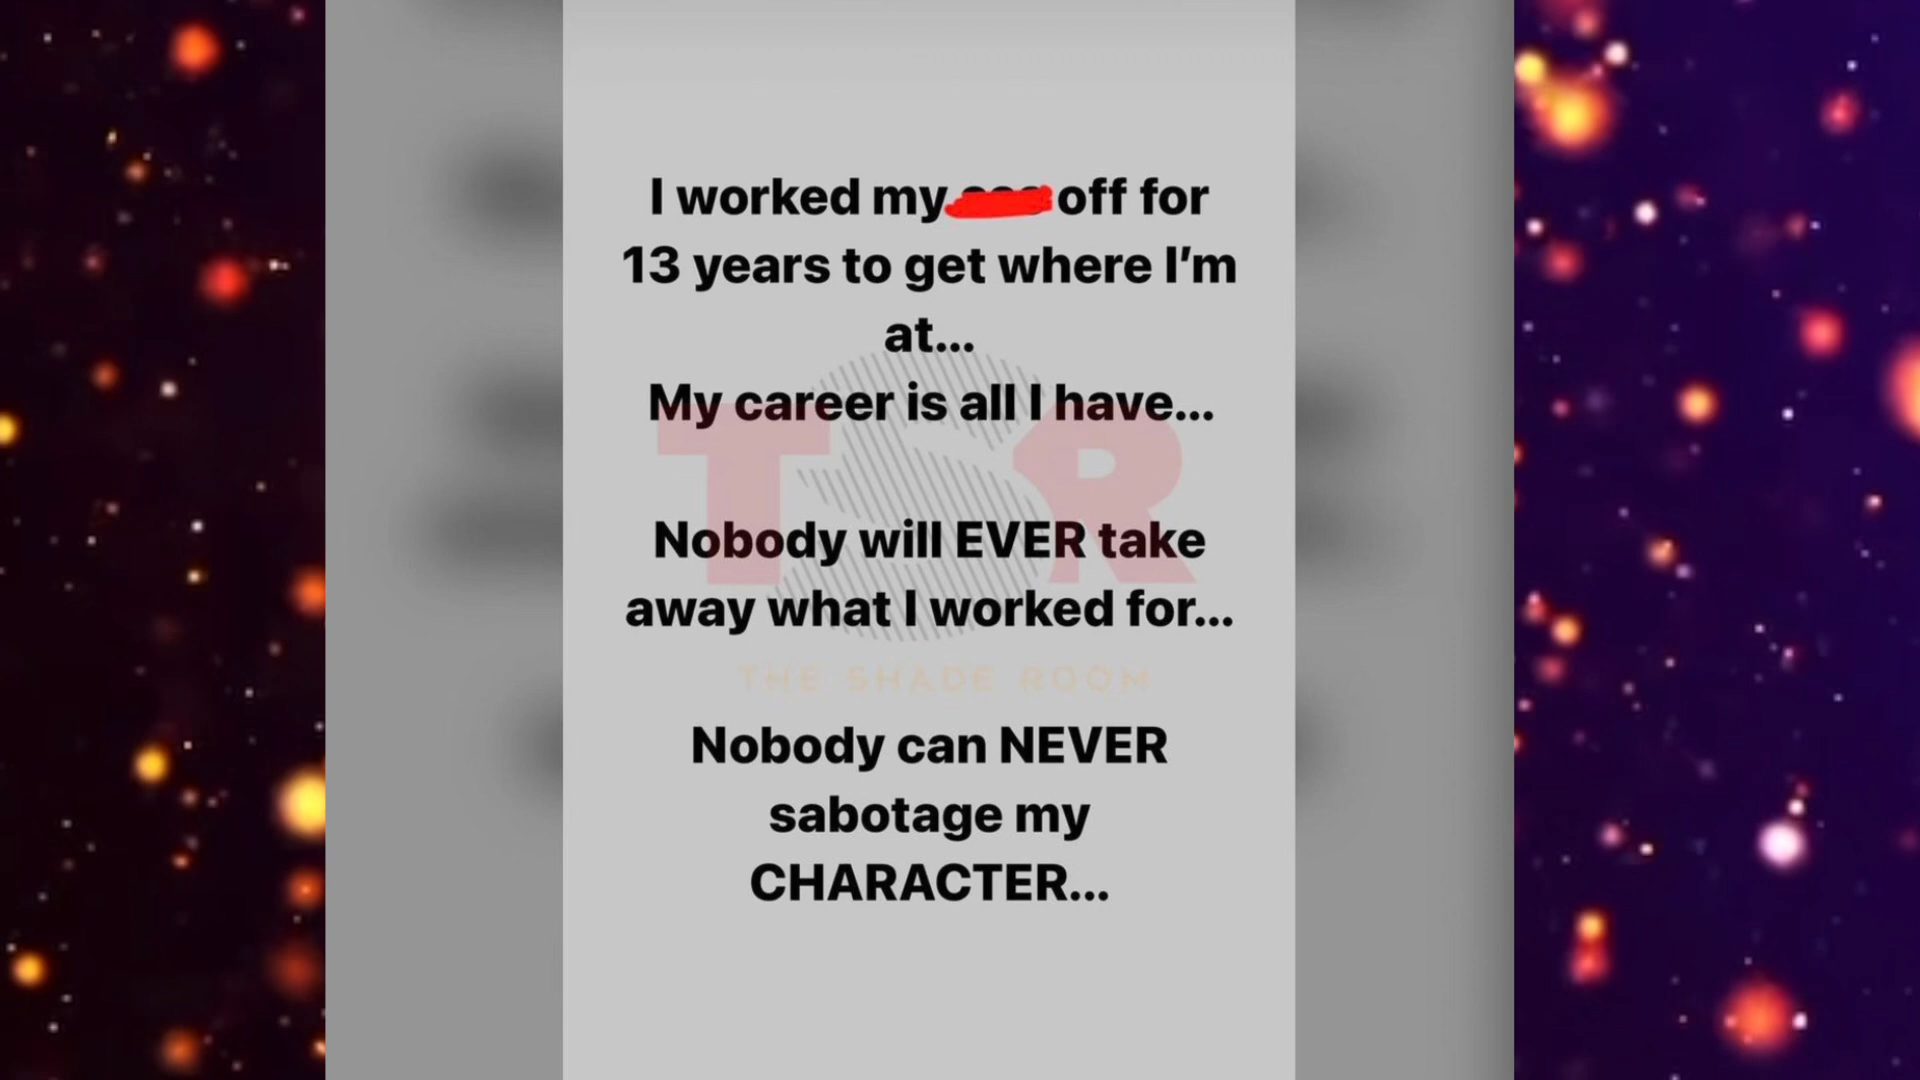 I worked my off for
13 years to get where I'm
at...
My career is all I have...
TSR
Nobody will EVER take
away what I worked for...
THE SHADE ROOM
Nobody can NEVER
sabotage my
CHARACTER...